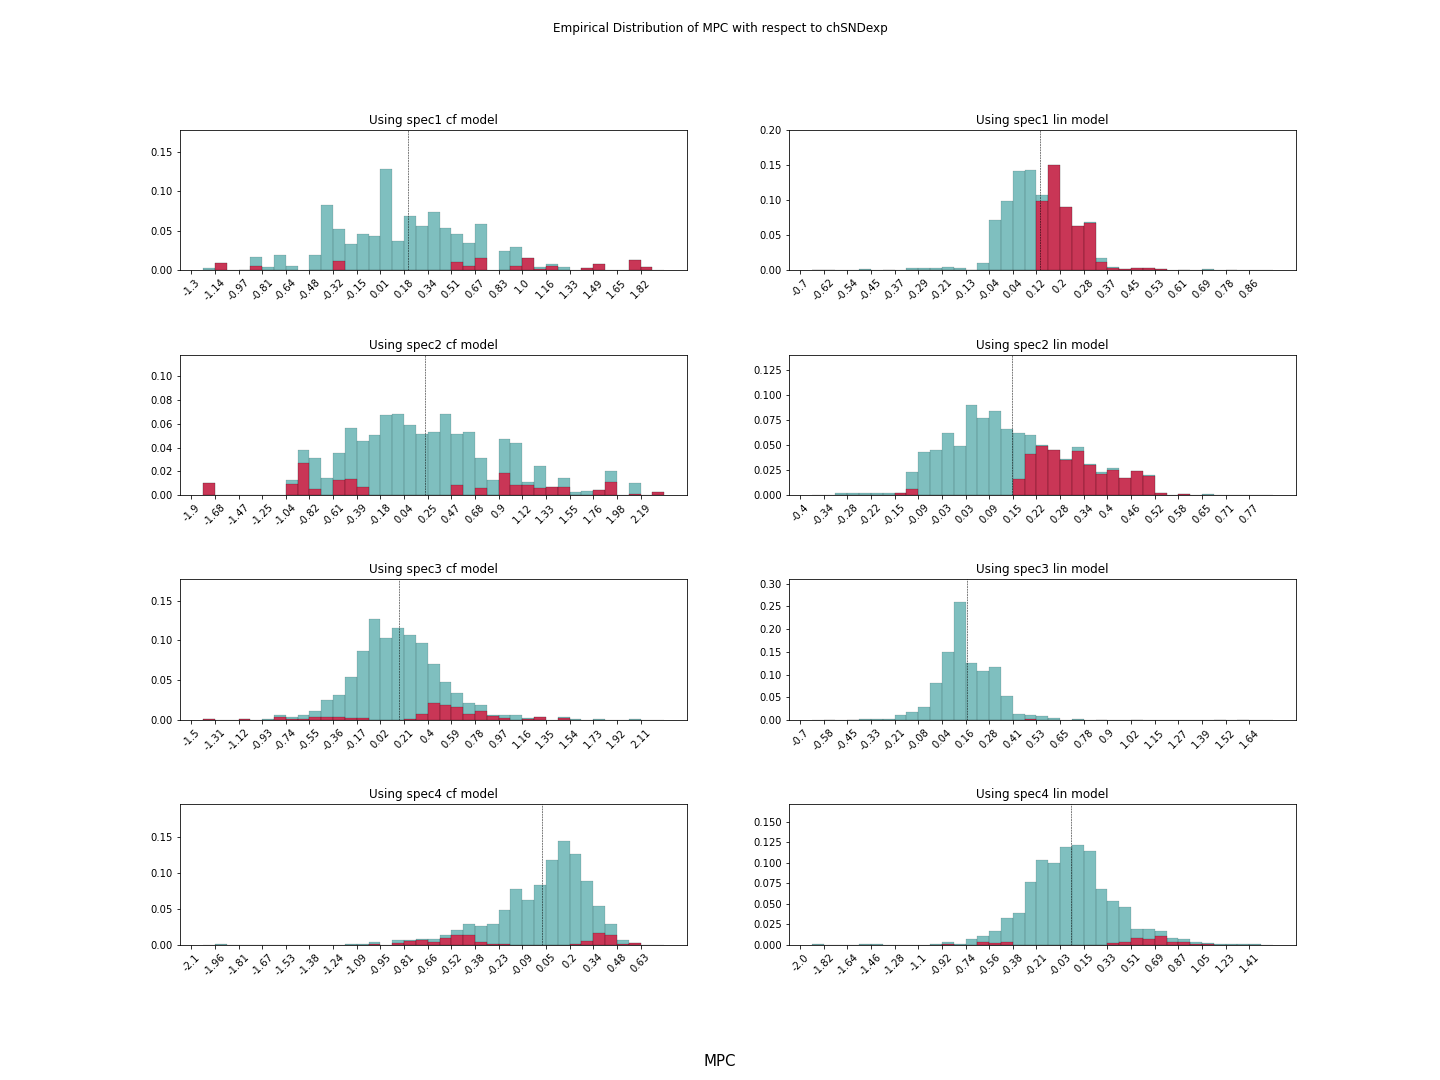 Empirical Distribution of MPC with respect to chSNDexp
Using spec1 cf model
0.15
0.10
0.05
0.00
-1.3 -1.14 -0.97 -0.81 -0.64 -0.48 -0.32 -0.15 0.01 0.18 0.34 0.51 0.67 0.83 1.0 1.16 1.33 1.49 1.65 1.82
Using spec1 lin model
0.20
0.15
0.10
0.05
0.00
-0.7 -0.62 -0.54 -0.45 -0.37 -0.29 -0.21 -0.13 -0.04 0.04 0.12 0.2 0.28 0.37 0.45 0.53 0.61 0.69 0.78 0.86
Using spec2 cf model
0.10
0.08
0.06
0.04
0.02
0.00
-1.9 -1.68 -1.47 -1.25 -1.04 -0.82 -0.61 -0.39 -0.18 0.04 0.25 0.47 0.68 0.9 1.12 1.33 1.55 1.76 1.98 2.19
Using spec2 lin model
0.125
0.100
0.075
0.050
0.025
0.000
-0.4 -0.34 -0.28 -0.22 -0.15 -0.09 -0.03 0.03 0.09 0.15 0.22 0.28 0.34 0.4 0.46 0.52 0.58 0.65 0.71 0.77
Using spec3 cf model
0.15
0.10
0.05
0.00
-1.5 -1.31 -1.12 -0.93 -0.74 -0.55 -0.36 -0.17 0.02 0.21 0.4 0.59 0.78 0.97 1.16 1.35 1.54 1.73 1.92 2.11
Using spec3 lin model
0.30
0.25
0.20
0.15
0.10
0.05
0.00
-0.7 -0.58 -0.45 -0.33 -0.21 -0.08 0.04 0.16 0.28 0.41 0.53 0.65 0.78 0.9 1.02 1.15 1.27 1.39 1.52 1.64
Using spec4 cf model
0.15
0.10
0.05
0.00
-2.1 -1.96 -1.81 -1.67 -1.53 -1.38 -1.24 -1.09 -0.95 -0.81 -0.66 -0.52 -0.38 -0.23 -0.09 0.05 0.2 0.34 0.48 0.63
Using spec4 lin model
0.150
0.125
0.100
0.075
0.050
0.025
0.000
-2.0 -1.82 -1.64 -1.46 -1.28 -1.1 -0.92 -0.74 -0.56 -0.38 -0.21 -0.03 0.15 0.33 0.51 0.69 0.87 1.05 1.23 1.41
MPC